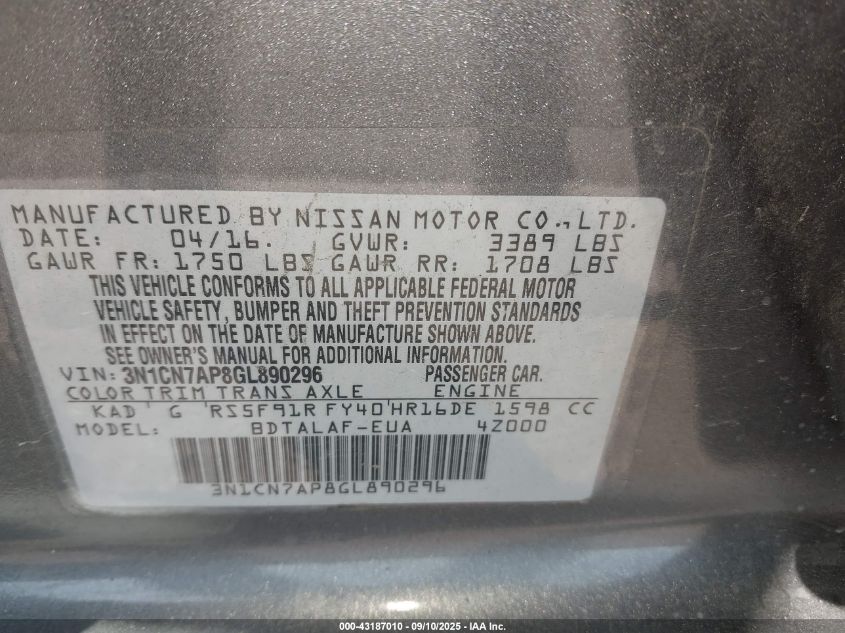 MANUFACTURED BY NISSAN MOTOR CO., LTD.
DATE: 04/16. GVWR: 3389 LBS
GAWR FR: 1750 LBS GAWR RR: 1708 LBS
THIS VEHICLE CONFORMS TO ALL APPLICABLE FEDERAL MOTOR
VEHICLE SAFETY, BUMPER AND THEFT PREVENTION STANDARDS
IN EFFECT ON THE DATE OF MANUFACTURE SHOWN ABOVE.
SEE OWNER'S MANUAL FOR ADDITIONAL INFORMATION.
VIN: 3N1CN7AP8GL890296 PASSENGER CAR.
COLOR TRIM TRANS AXLE ENGINE
KAD G RS5F91R FY40 HR16DE 1598 CC
MODEL: BDTALAF-EUA 4Z000
3N1CN7AP8GL890296
000-43187010 - 09/10/2025 - IAA Inc.